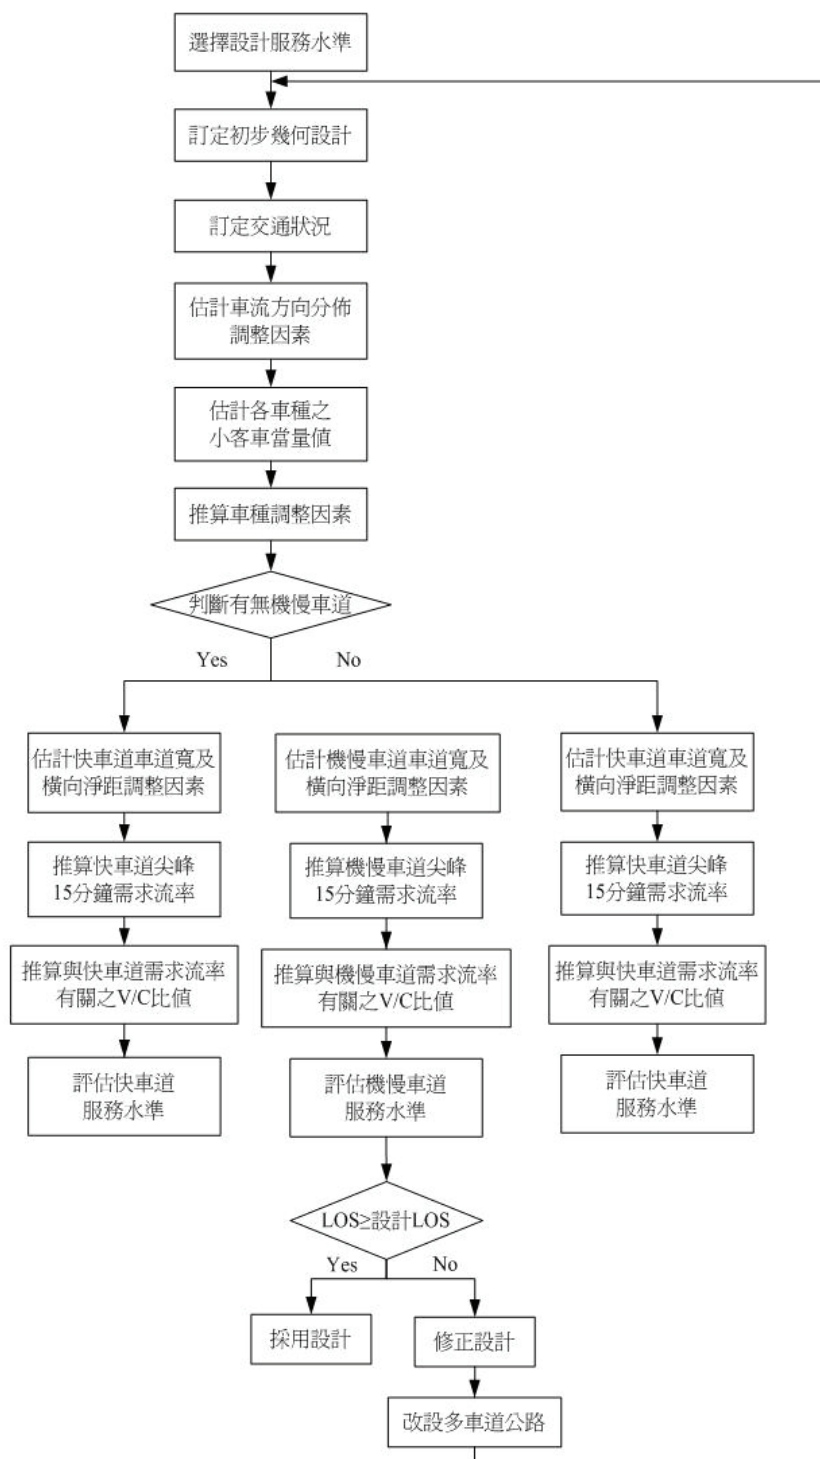 選擇設計服務水準
訂定初步幾何設計
訂定交通狀況
估計車流方向分佈
調整因素
估計各車種之
小客車當量值
推算車種調整因素
判斷有無機慢車道
Yes
No
估計快車道車道寬及
橫向淨距調整因素
推算快車道尖峰
15分鐘需求流率
推算與快車道需求流率
有關之V/C比值
評估快車道
服務水準
估計機慢車道車道寬及
橫向淨距調整因素
推算機慢車道尖峰
15分鐘需求流率
推算與機慢車道需求流率
有關之V/C比值
評估機慢車道
服務水準
估計快車道車道寬及
橫向淨距調整因素
推算快車道尖峰
15分鐘需求流率
推算與快車道需求流率
有關之V/C比值
評估快車道
服務水準
LOS≥設計LOS
Yes
No
採用設計
修正設計
改設多車道公路